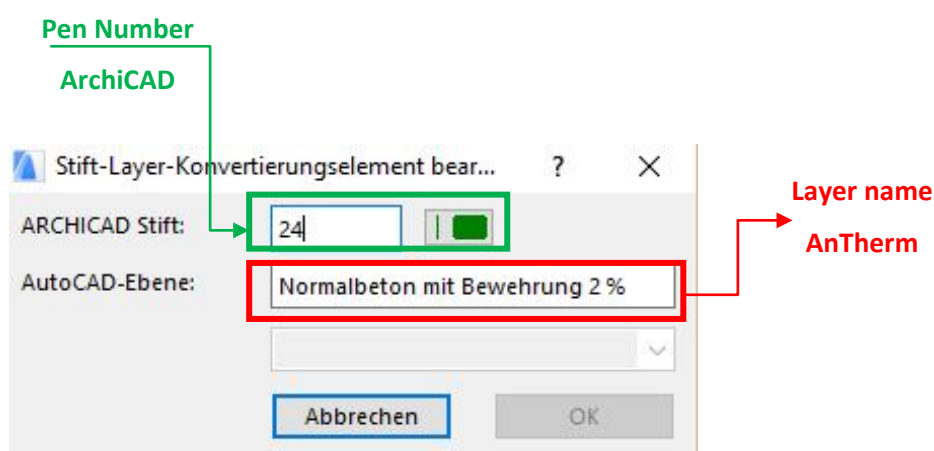 Pen Number
ArchiCAD
Stift-Layer-Konvertierungselement bear... ? X
ARCHICAD Stift: 24
AutoCAD-Ebene: Normalbeton mit Bewehrung 2 %
Layer name
AnTherm
Abbrechen OK